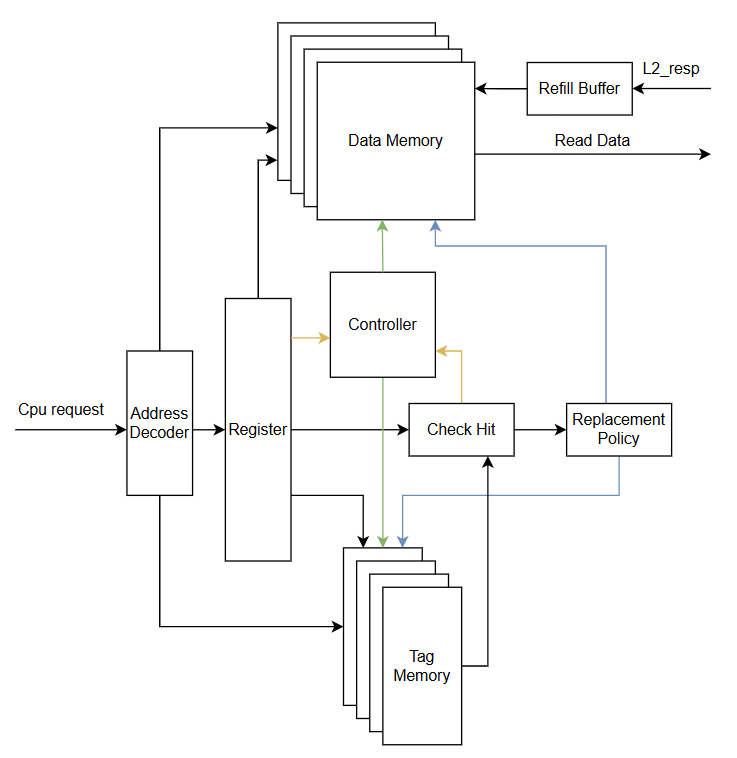 L2_resp
Refill Buffer
Data Memory
Read Data
Controller
Cpu request
Address
Decoder
Register
Check Hit
Replacement
Policy
Tag
Memory